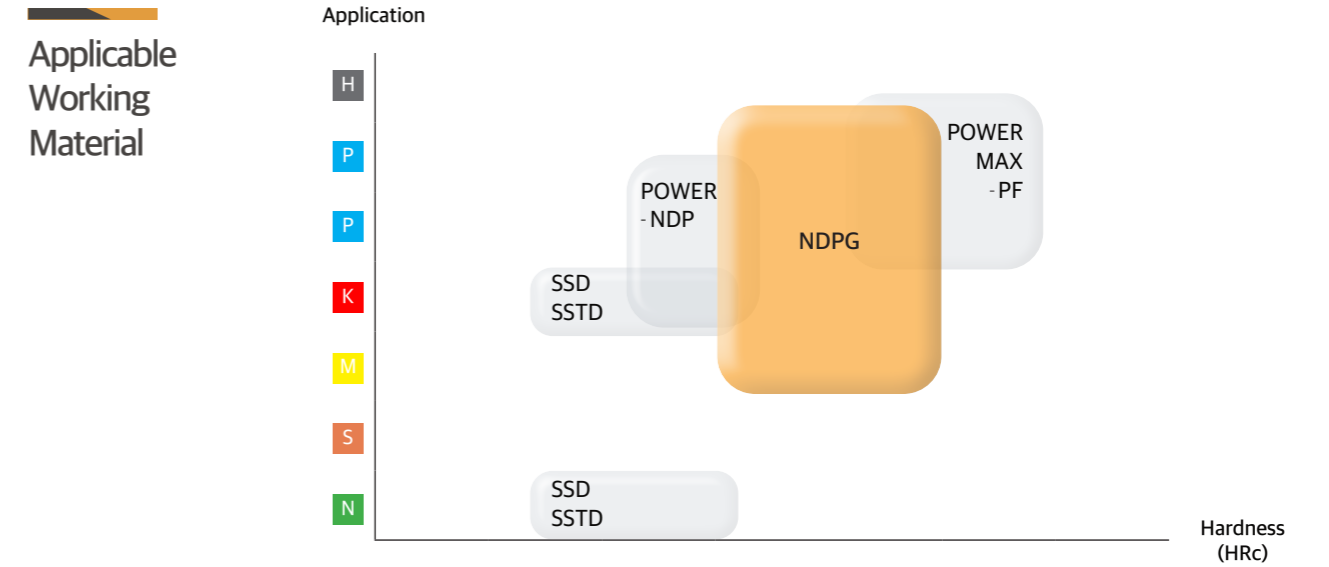 Applicable
Working
Material
Application
H
P
P
K
M
S
N
POWER
MAX
-PF
POWER
-NDP
NDPG
SSD
SSTD
SSD
SSTD
Hardness
(HRc)